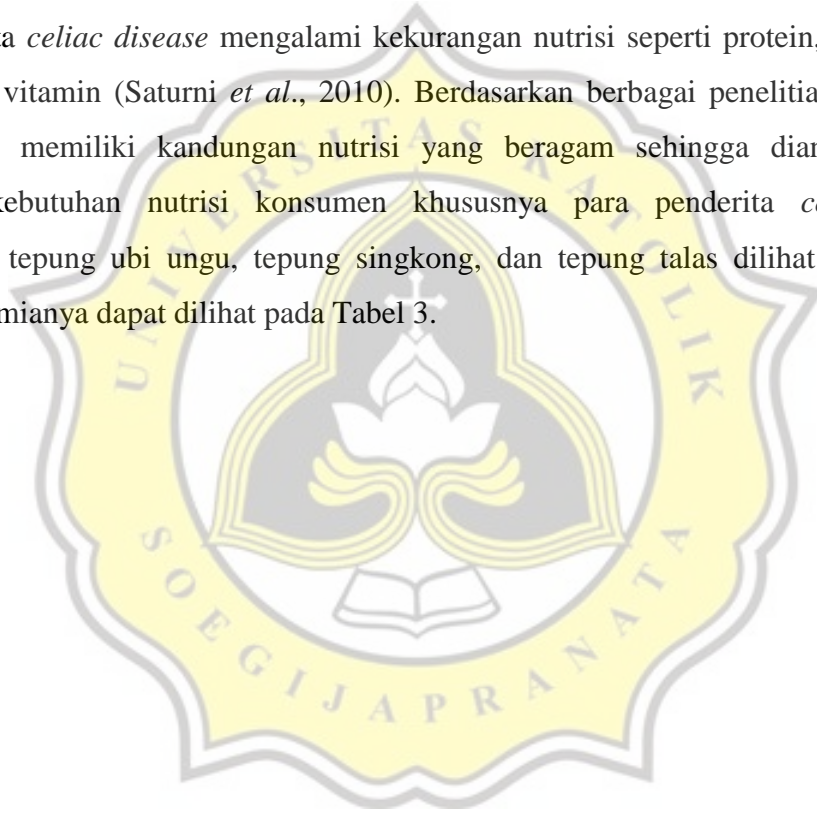 ta celiac disease mengalami kekurangan nutrisi seperti protein,
vitamin (Saturni et al., 2010). Berdasarkan berbagai penelitia
memiliki kandungan nutrisi yang beragam sehingga diar
kebutuhan nutrisi konsumen khususnya para penderita ce
tepung ubi ungu, tepung singkong, dan tepung talas dilihat
mianya dapat dilihat pada Tabel 3.
UNIVERSITAS KATOLIK
SOEGIJAPRANATA